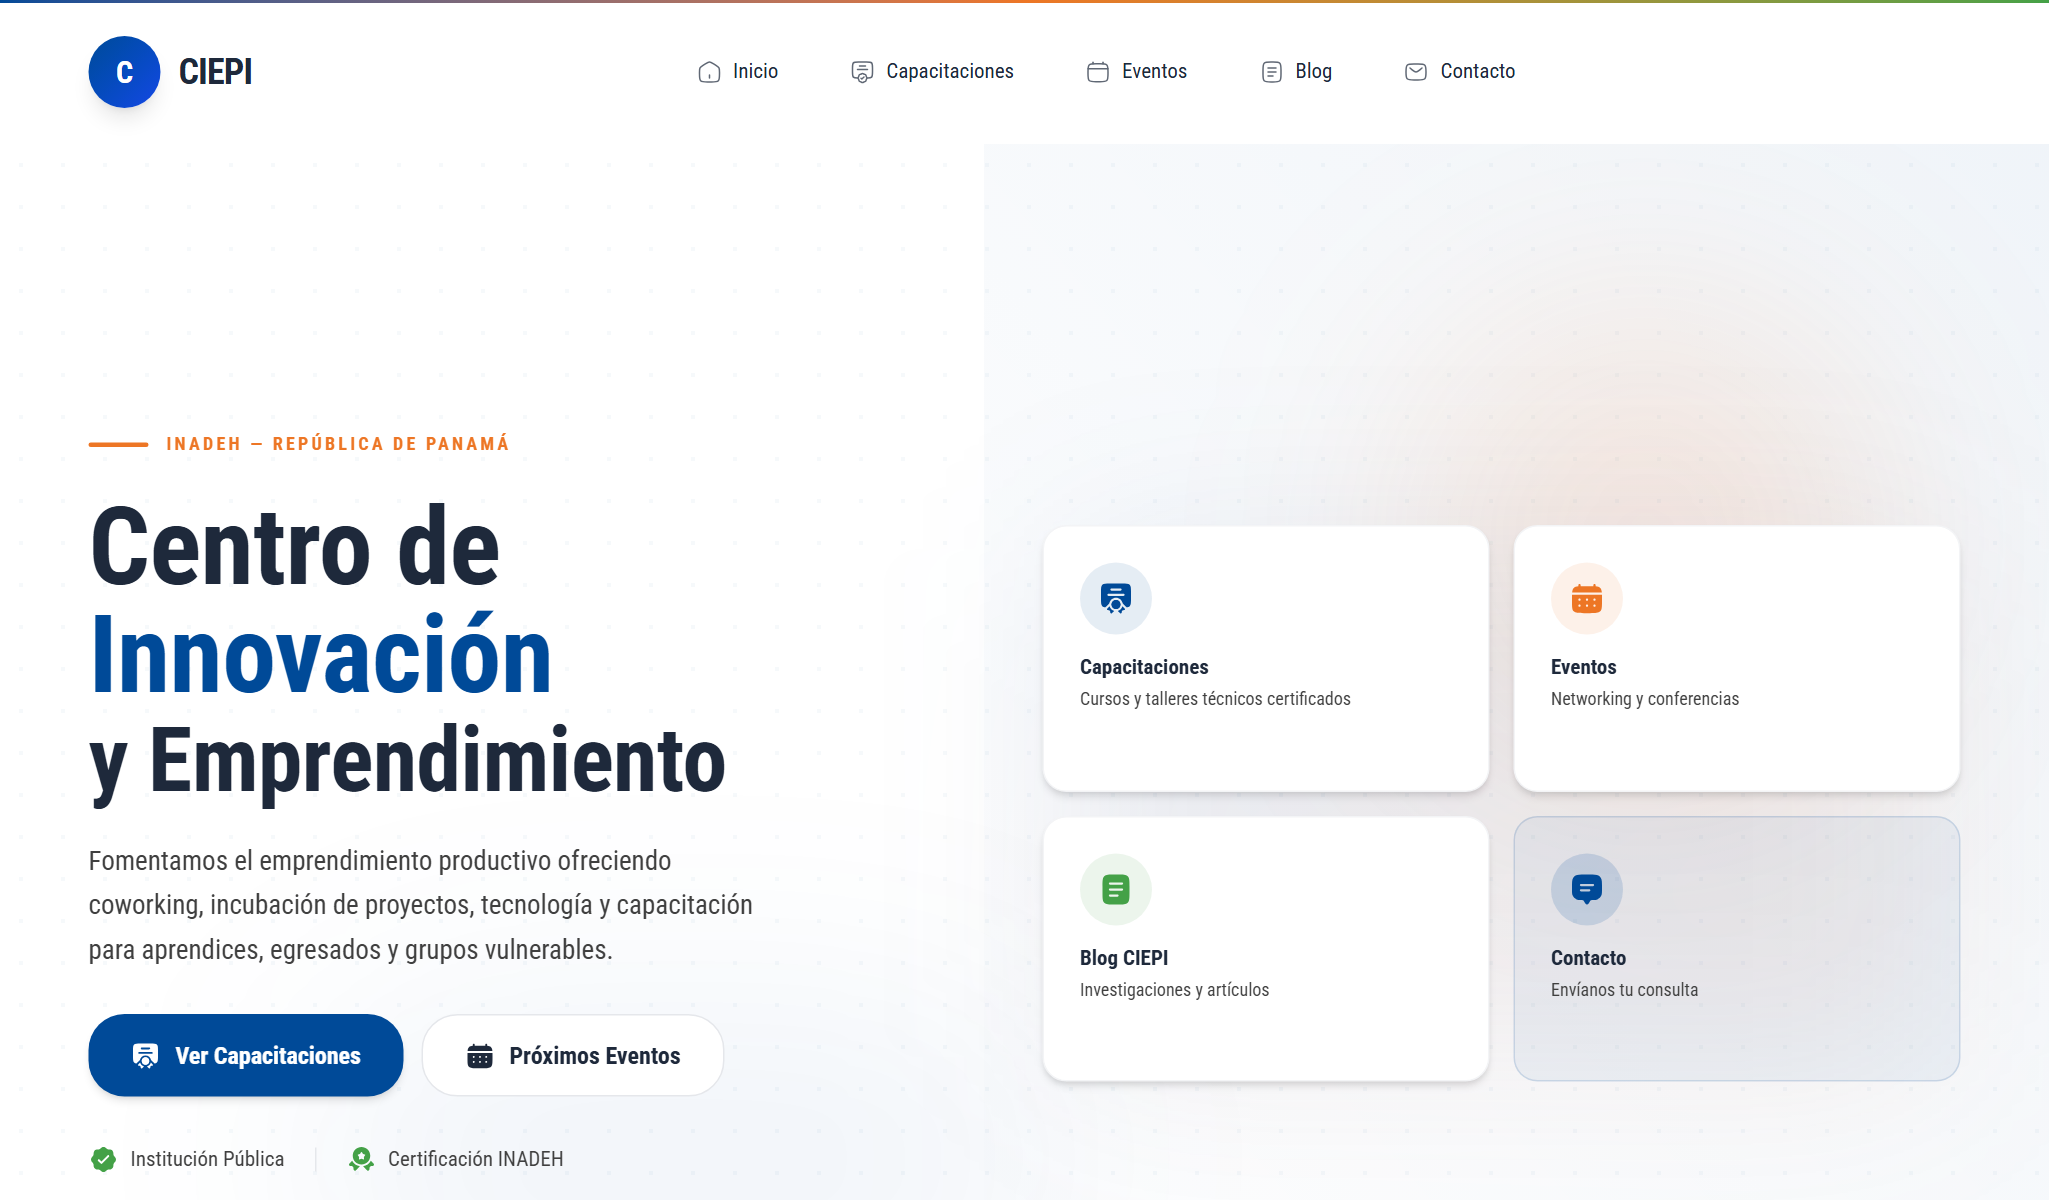 C CIEPI
Inicio
Capacitaciones
Eventos
Blog
Contacto
INADEH — REPÚBLICA DE PANAMÁ
Centro de
Innovación
y Emprendimiento
Fomentamos el emprendimiento productivo ofreciendo
coworking, incubación de proyectos, tecnología y capacitación
para aprendices, egresados y grupos vulnerables.
Ver Capacitaciones
Próximos Eventos
Institución Pública
Certificación INADEH
Capacitaciones
Cursos y talleres técnicos certificados
Eventos
Networking y conferencias
Blog CIEPI
Investigaciones y artículos
Contacto
Envíanos tu consulta